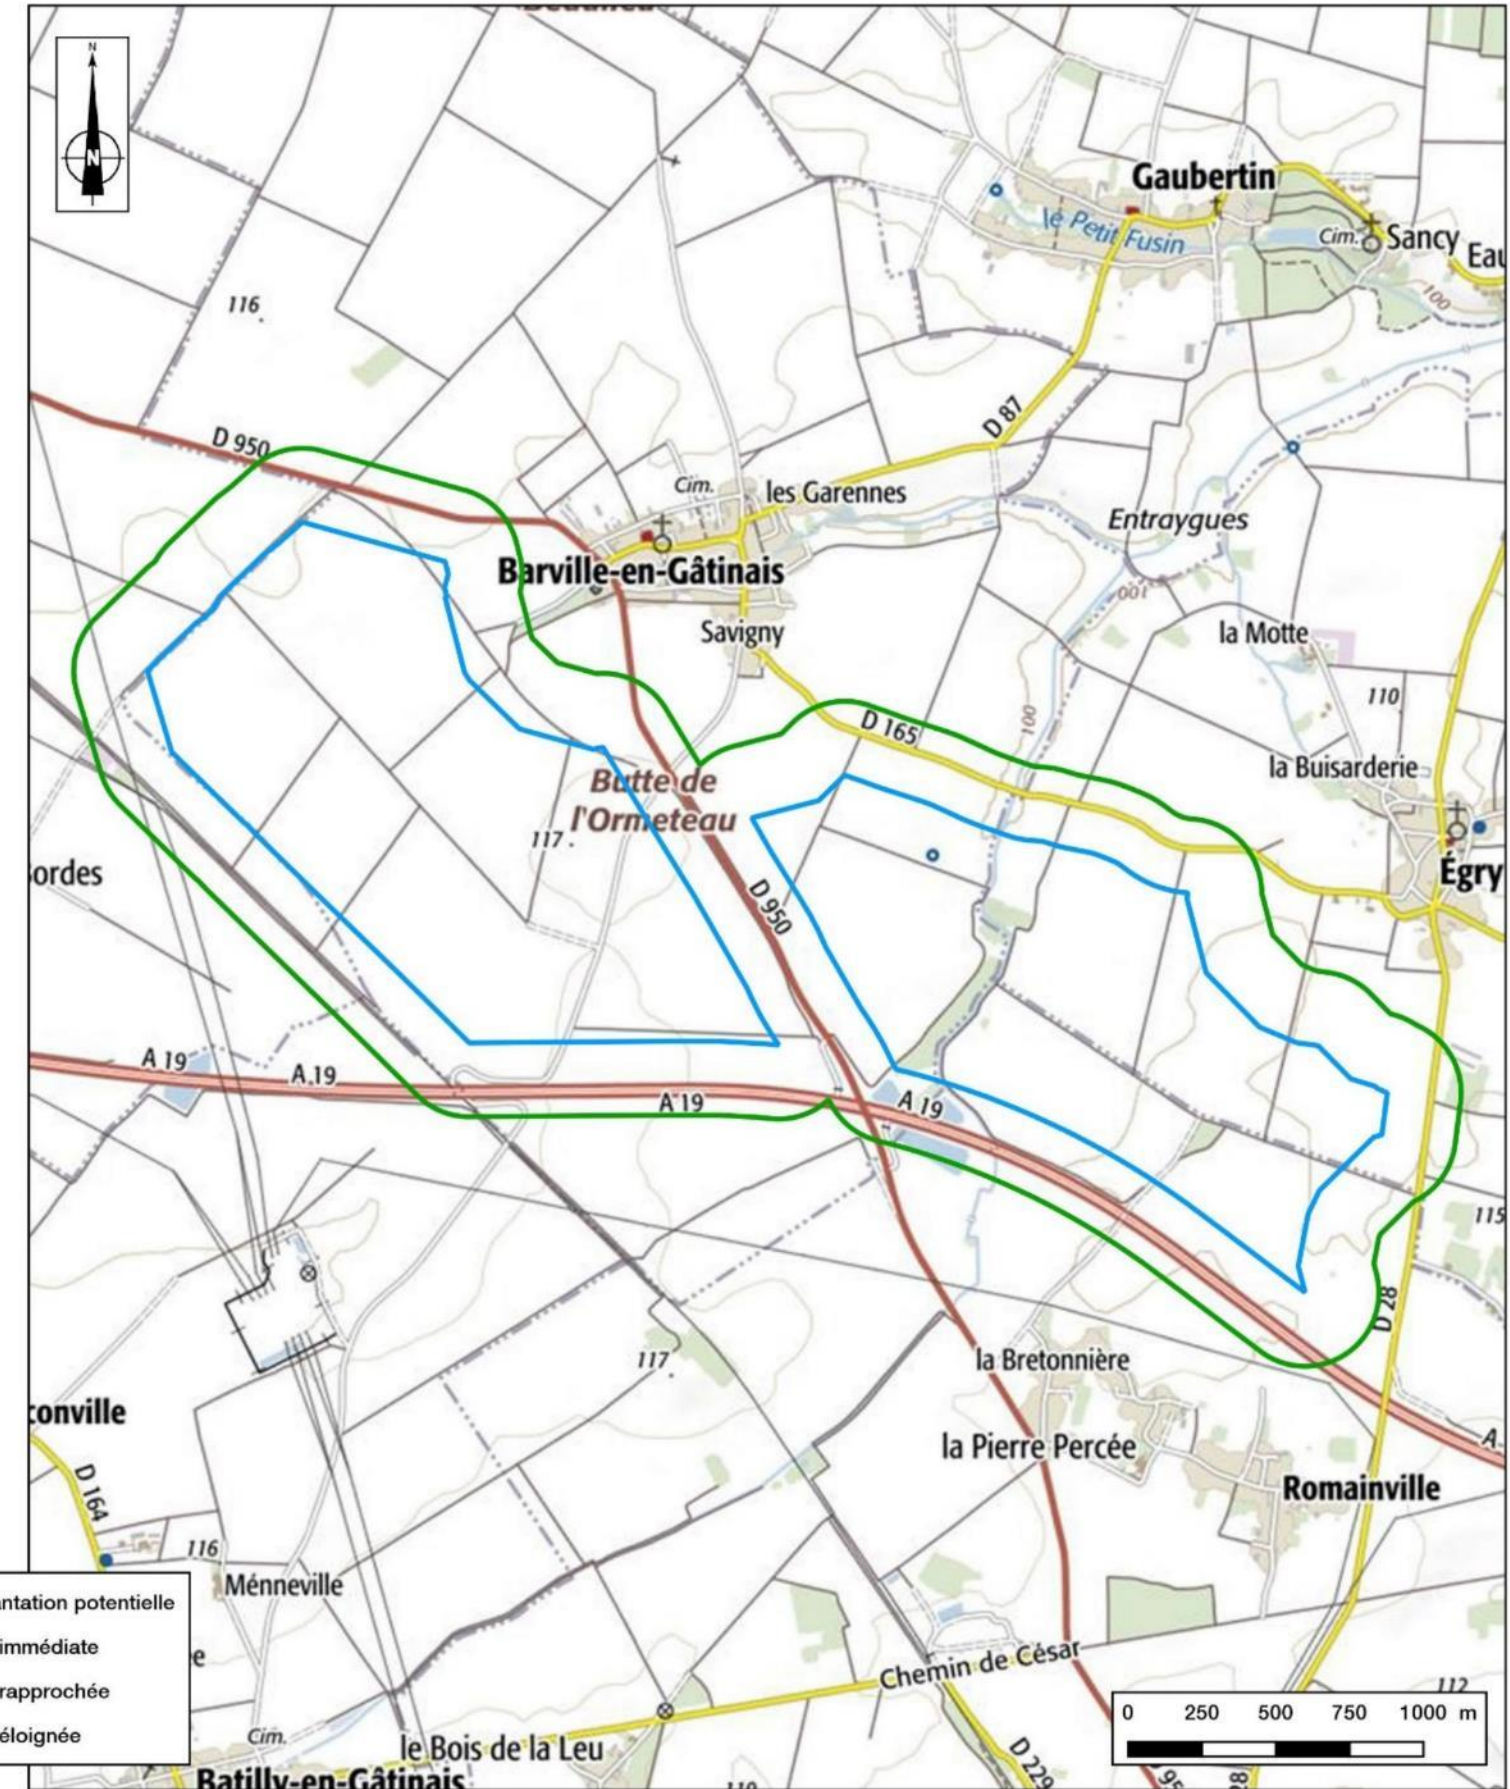 N
N
Gaubertin
le Petit Fusin
Cim.
Sancy
Eau
100
116
D 950
D 87
Cim.
les Garennes
Entraygues
Barville-en-Gâtinais
100
Savigny
la Motte
110
100
D 165
la Buisarderie
Butte de
l'Ormeteau
117
ordes
Égry
D 950
A 19
A 19
A 19
A 19
115
D 28
la Bretonnière
117
conville
la Pierre Percée
Romainville
A.
D 164
116
Ménneville
ntation potentielle
immédiate
rapprochée
éloignée
e
Chemin de César
112
0 250 500 750 1000 m
Cim.
le Bois de la Leu
Batilly-en-Gâtinais
D 229